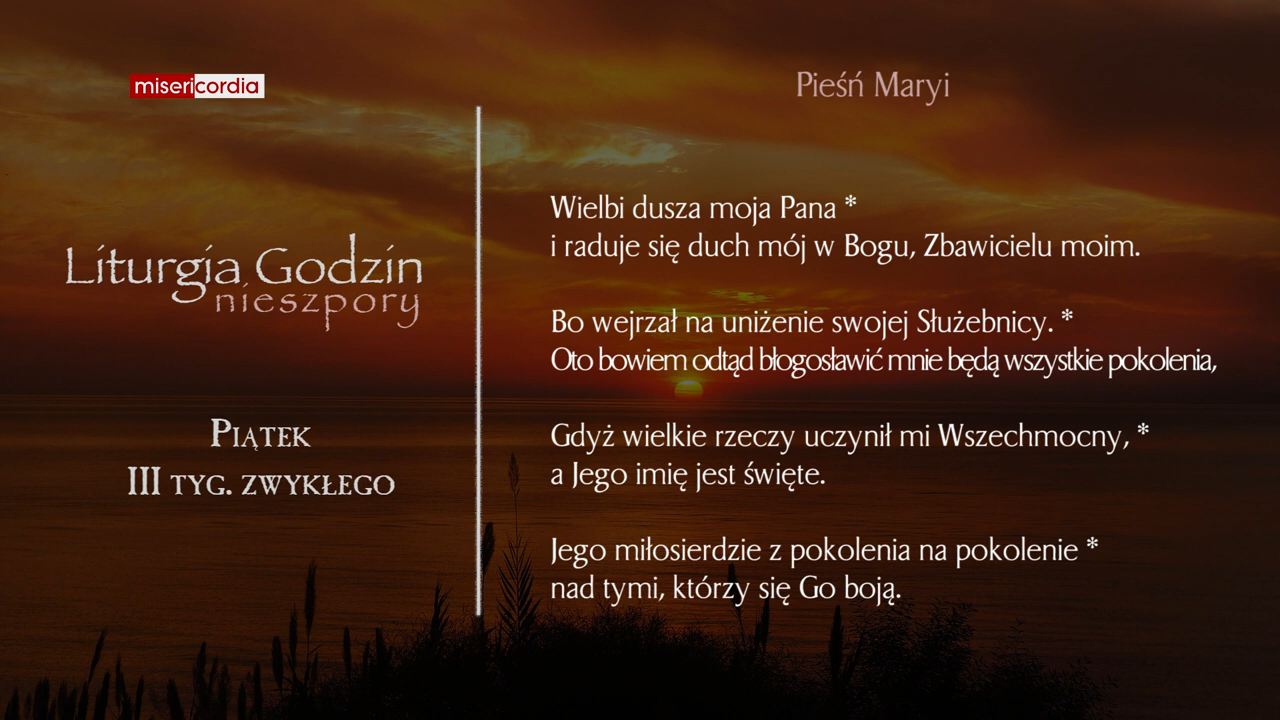 misericordia
Liturgia Godzin
nieszpory
Piątek
III tyg. zwykłego
Pieśń Maryi
Wielbi dusza moja Pana *
i raduje się duch mój w Bogu, Zbawicielu moim.
Bo wejrzał na uniżenie swojej Służebnicy. *
Oto bowiem odtąd błogosławić mnie będą wszystkie pokolenia,
Gdyż wielkie rzeczy uczynił mi Wszechmocny, *
a Jego imię jest święte.
Jego miłosierdzie z pokolenia na pokolenie *
nad tymi, którzy się Go boją.